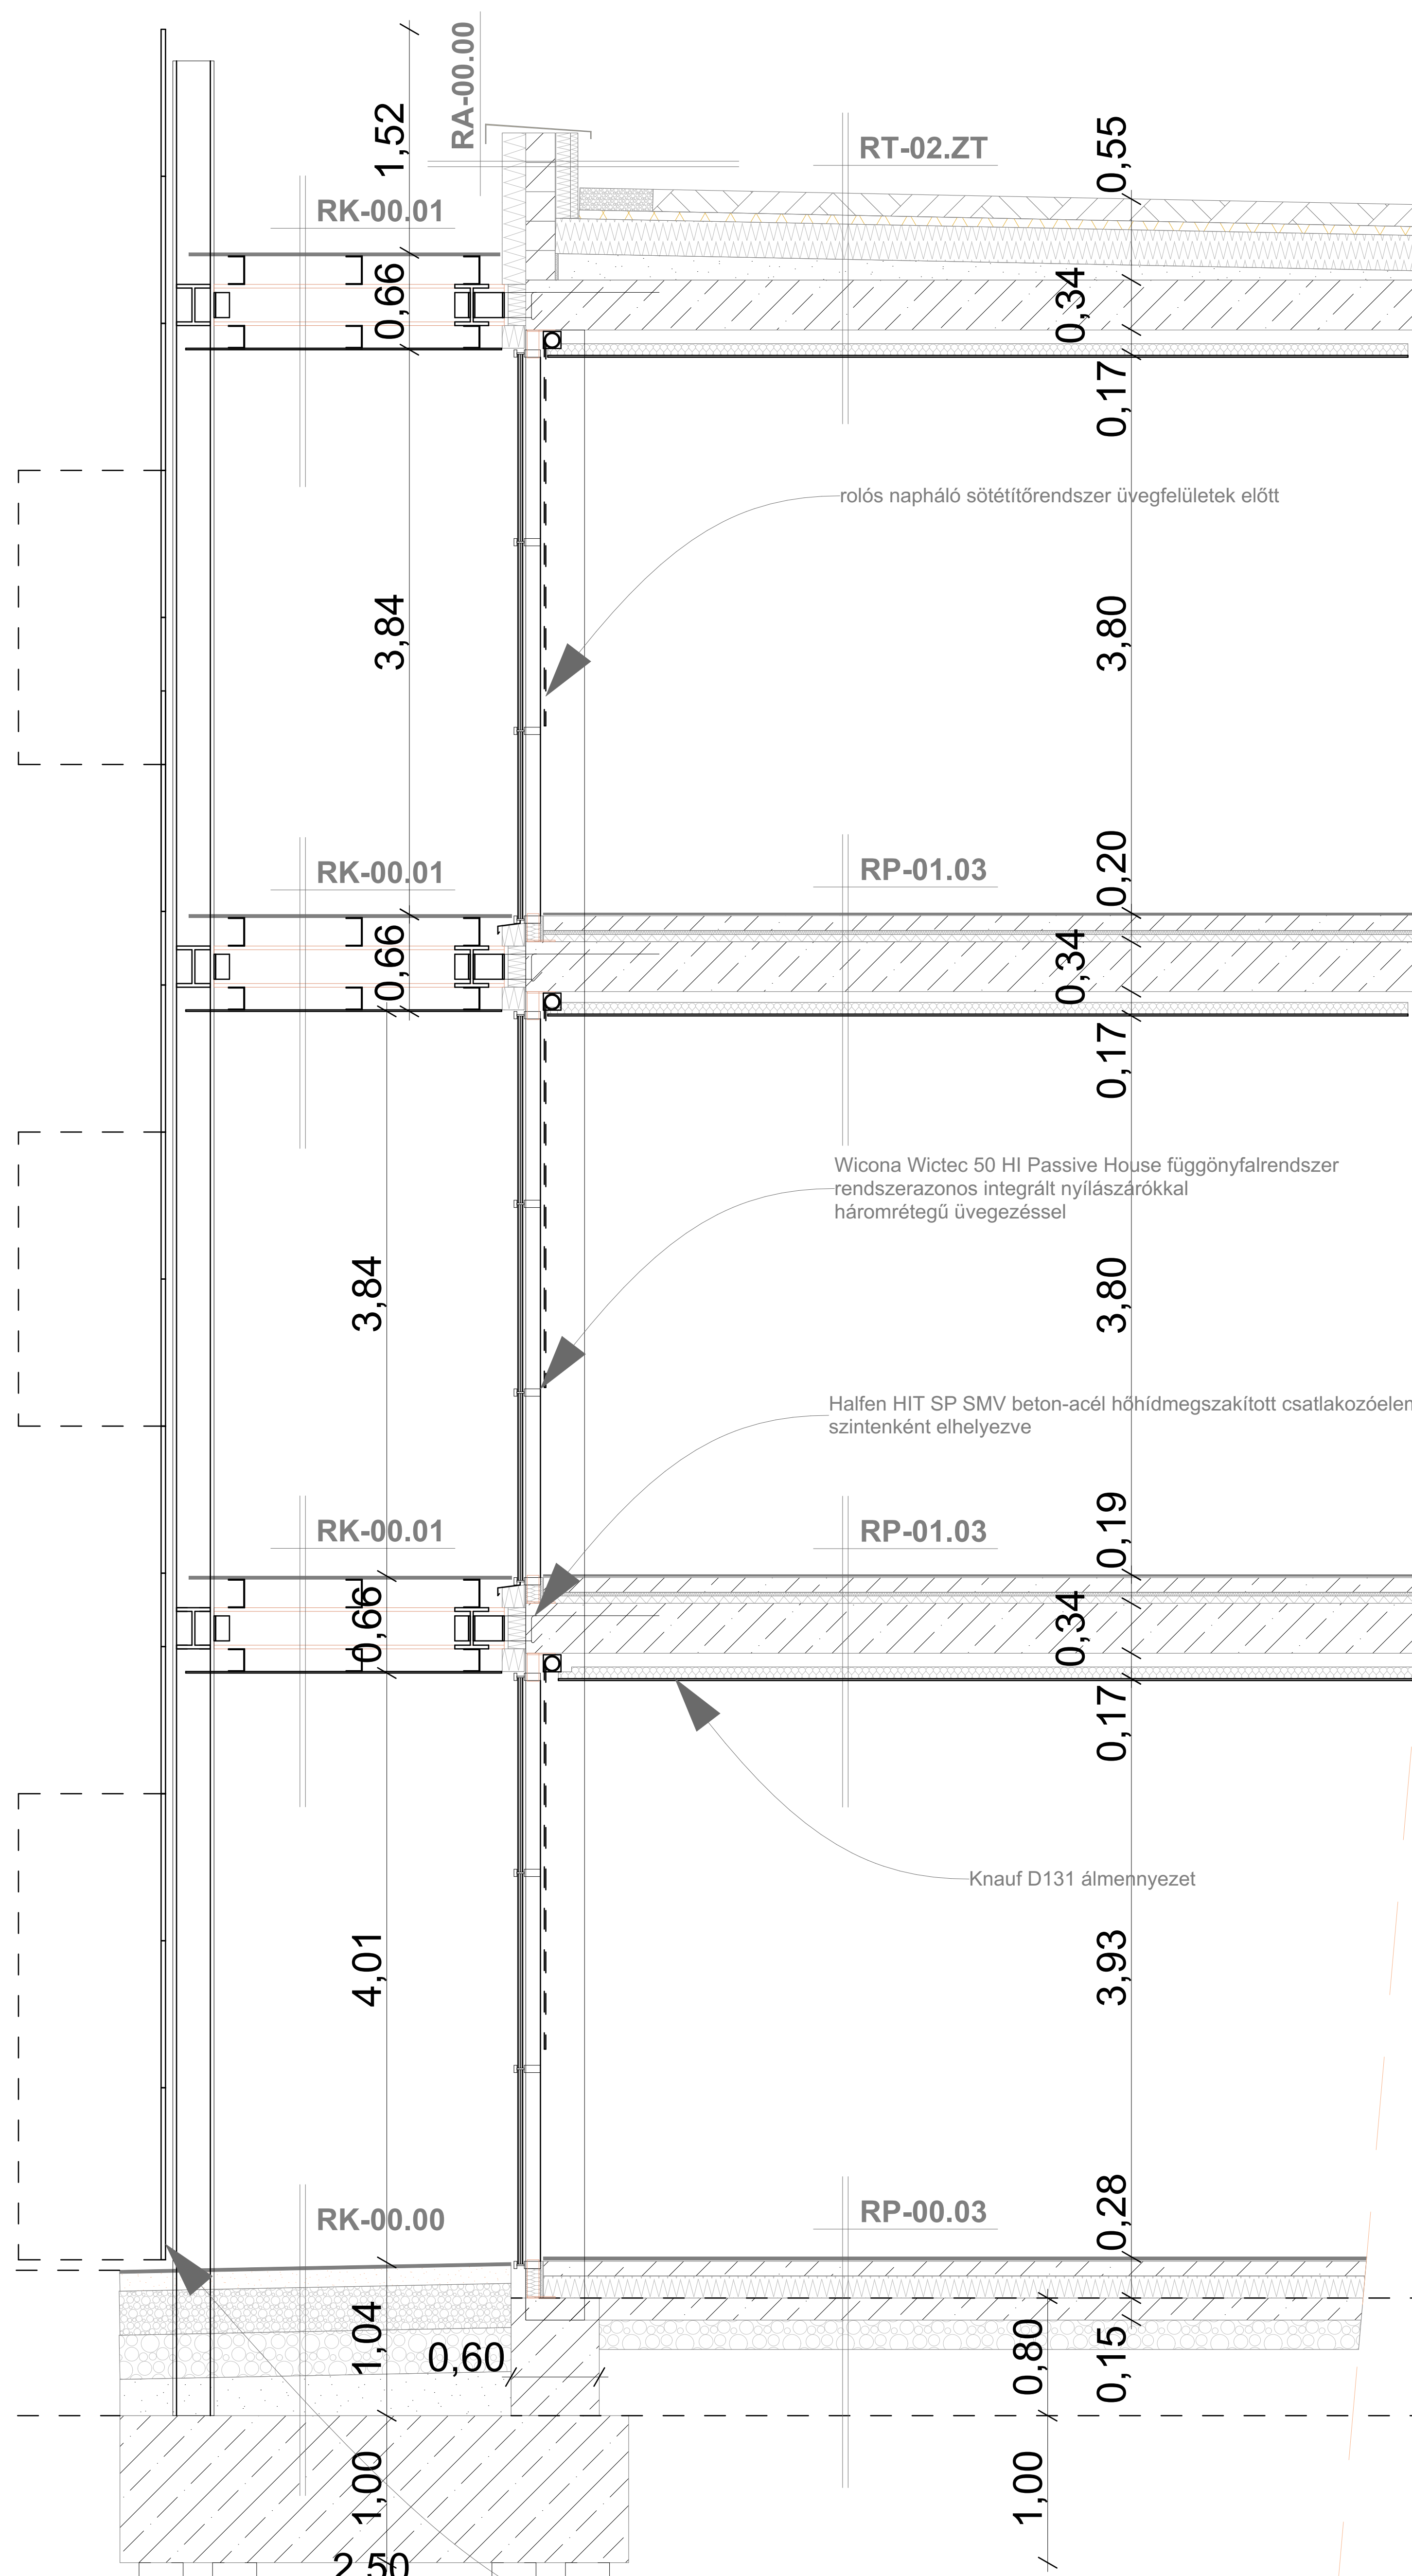 1,52
RA-00.00
RT-02.ZT
0,55
RK-00.01
0,66
0,34
0,17
rolós napháló sötétítőrendszer üvegfelületek előtt
3,84
3,80
RK-00.01
RP-01.03
0,20
0,66
0,34
0,17
Wicona Wictec 50 HI Passive House függönyfalrendszer
rendszerazonos integrált nyílászárókkal
háromrétegű üvegezéssel
3,84
3,80
Halfen HIT SP SMV beton-acél hőhídmegszakított csatlakozóelem
szintenként elhelyezve
RK-00.01
RP-01.03
0,19
0,66
0,34
0,17
Knauf D131 álmennyezet
4,01
3,93
RK-00.00
RP-00.03
0,28
1,04
0,60
0,80
0,15
1,00
1,00
2,50